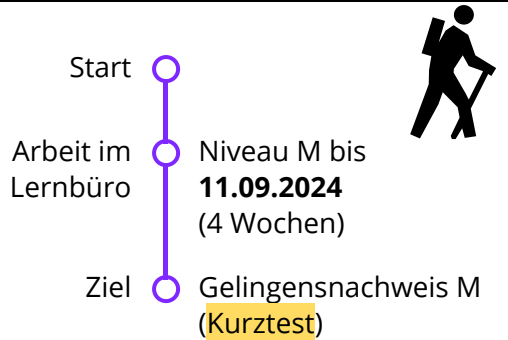 Start
Arbeit im
Lernbüro
Niveau M bis
11.09.2024
(4 Wochen)
Ziel
Gelingensnachweis M
(Kurztest)